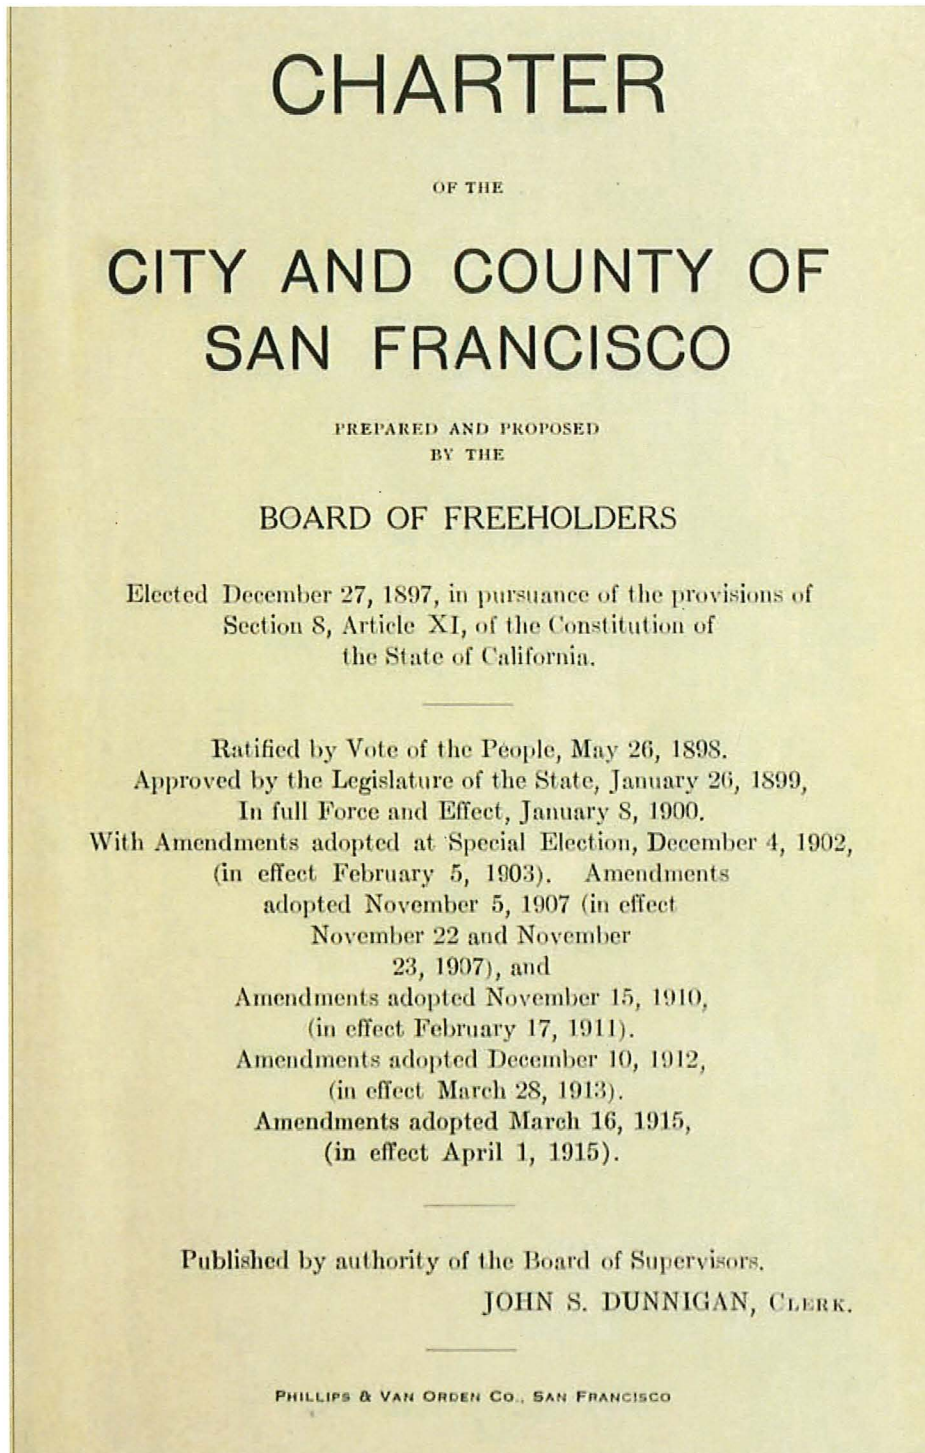 CHARTER
OF THE
CITY AND COUNTY OF
SAN FRANCISCO
PREPARED AND PROPOSED
BY THE
BOARD OF FREEHOLDERS
Elected December 27, 1897, in pursuance of the provisions of
Section 8, Article XI, of the Constitution of
the State of California.
Ratified by Vote of the People, May 26, 1898.
Approved by the Legislature of the State, January 26, 1899,
In full Force and Effect, January 8, 1900.
With Amendments adopted at Special Election, December 4, 1902,
(in effect February 5, 1903). Amendments
adopted November 5, 1907 (in effect
November 22 and November
23, 1907), and
Amendments adopted November 15, 1910,
(in effect February 17, 1911).
Amendments adopted December 10, 1912,
(in effect March 28, 1913).
Amendments adopted March 16, 1915,
(in effect April 1, 1915).
Published by authority of the Board of Supervisors.
JOHN S. DUNNIGAN, CLERK.
PHILLIPS & VAN ORDEN CO., SAN FRANCISCO